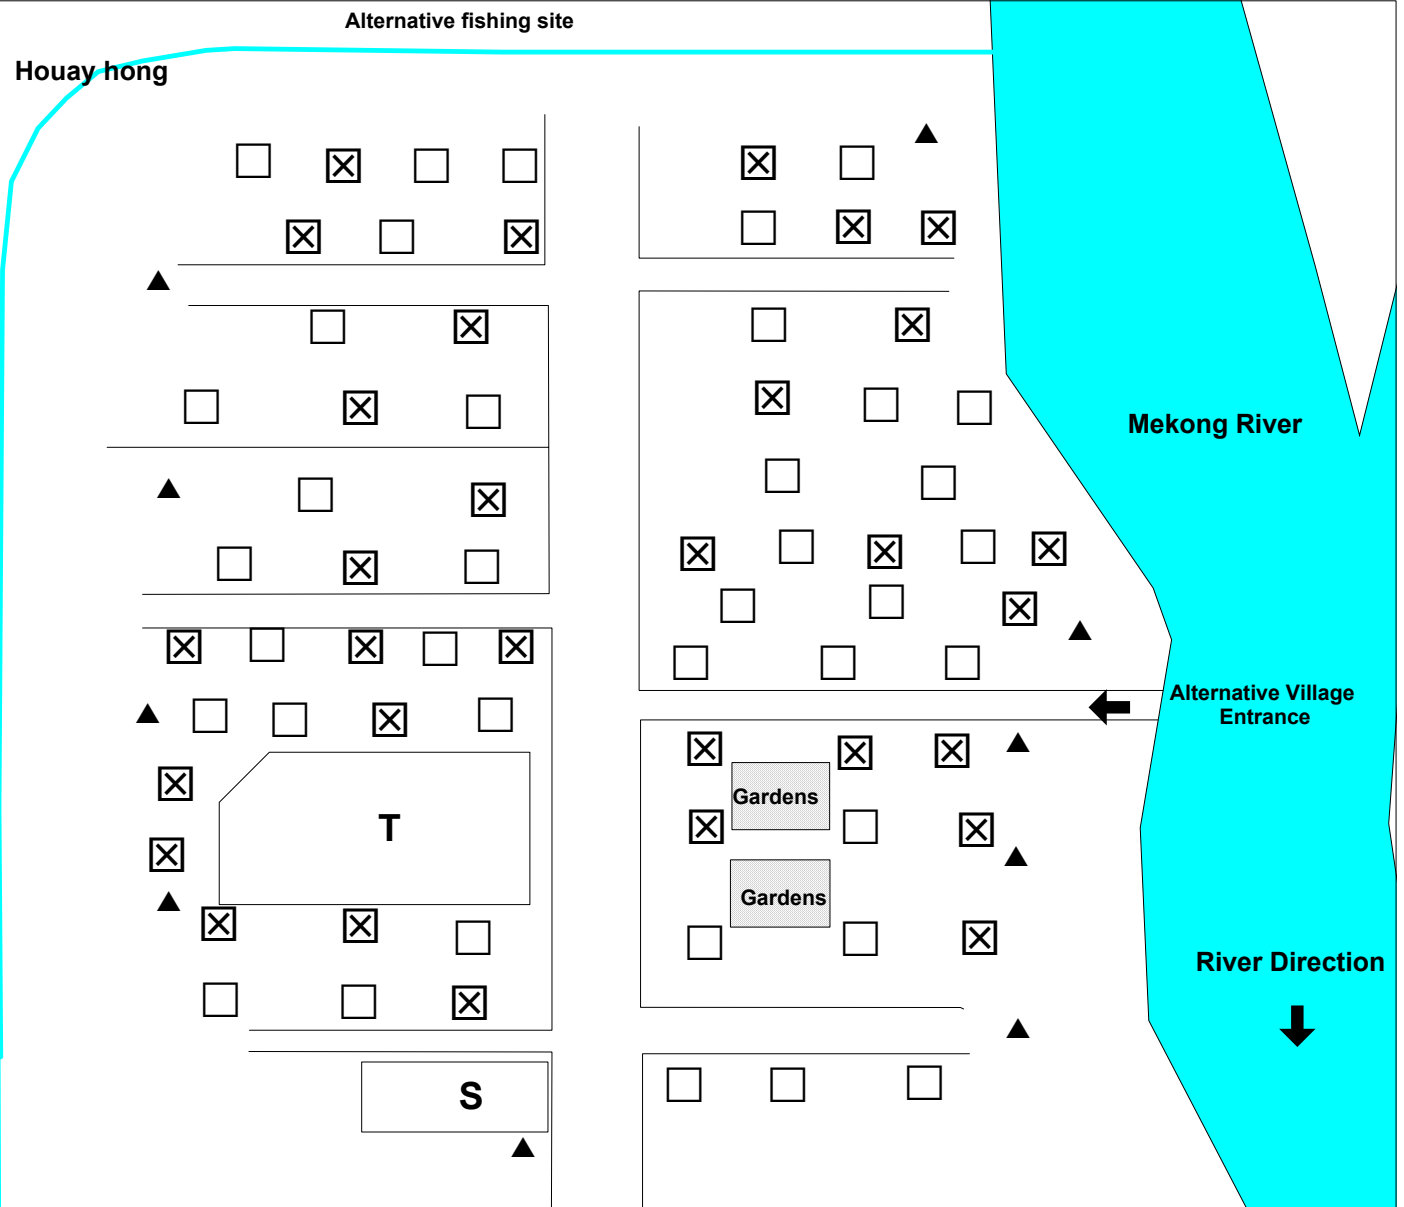 Alternative fishing site
Houay hong
Mekong River
Alternative Village
Entrance
Gardens
T
Gardens
River Direction
S